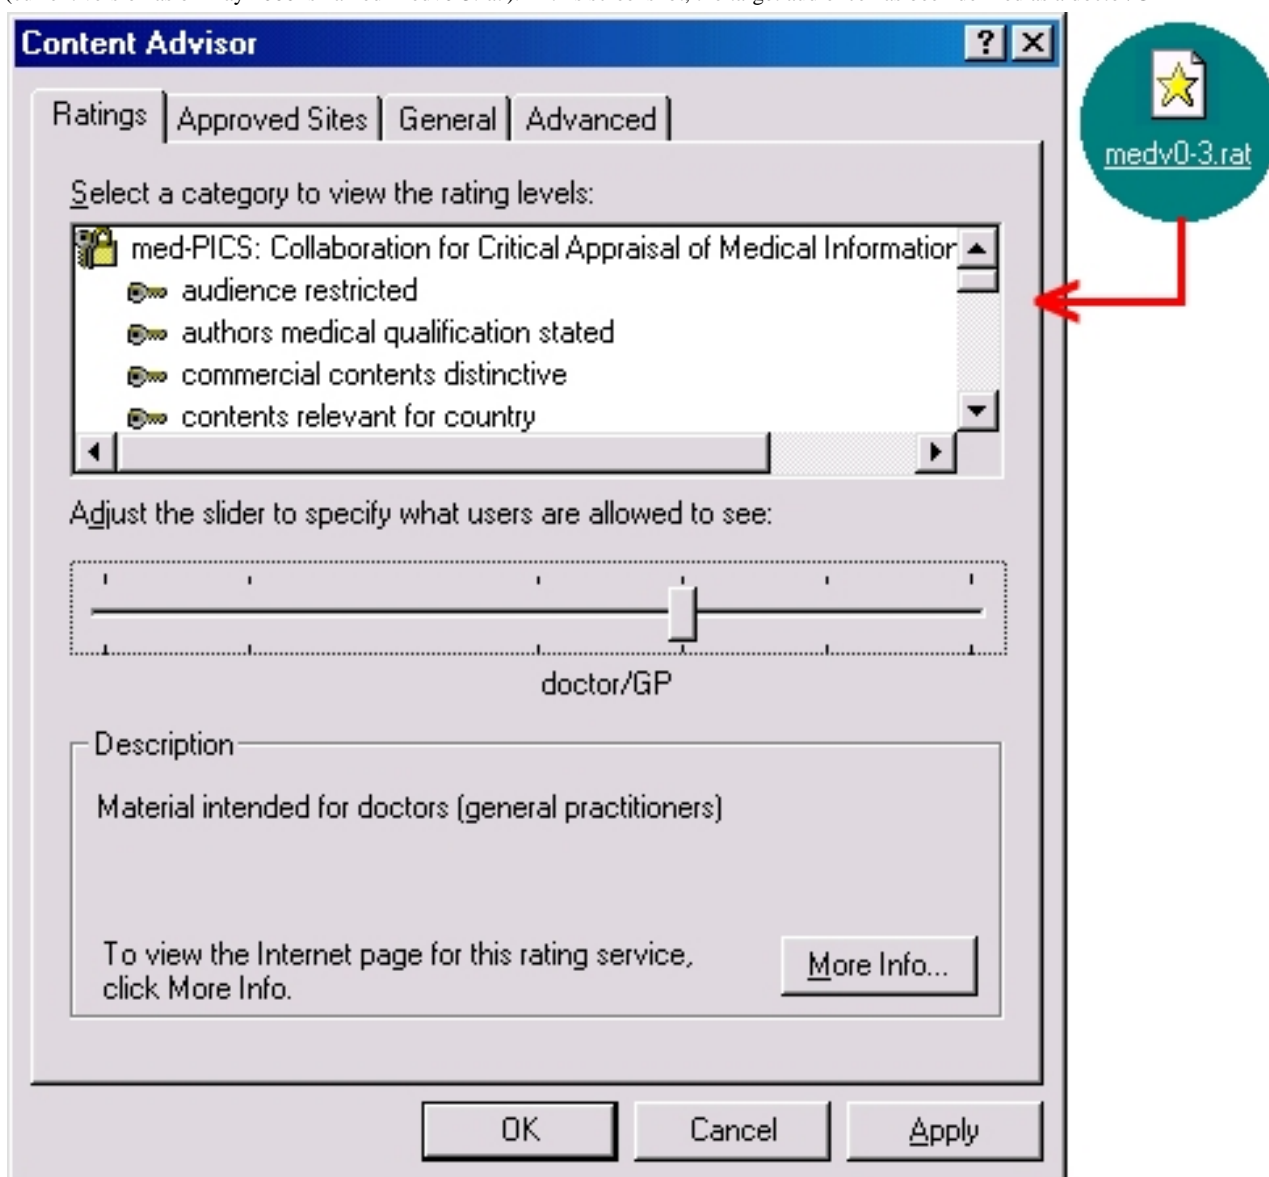 Content Advisor
medv0-3.rat
Ratings Approved Sites General Advanced
Select a category to view the rating levels:
med-PICS: Collaboration for Critical Appraisal of Medical Information
audience restricted
authors medical qualification stated
commercial contents distinctive
contents relevant for country
Adjust the slider to specify what users are allowed to see:
doctor/GP
Description
Material intended for doctors (general practitioners)
To view the Internet page for this rating service,
click More Info.
More Info...
OK Cancel Apply